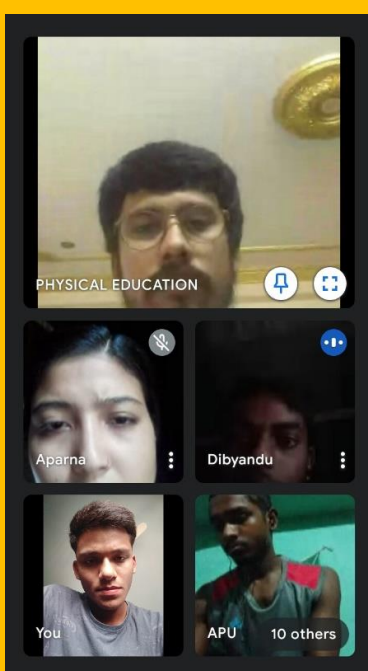 PHYSICAL EDUCATION
Aparna
Dibyandu
You
APU
10 others